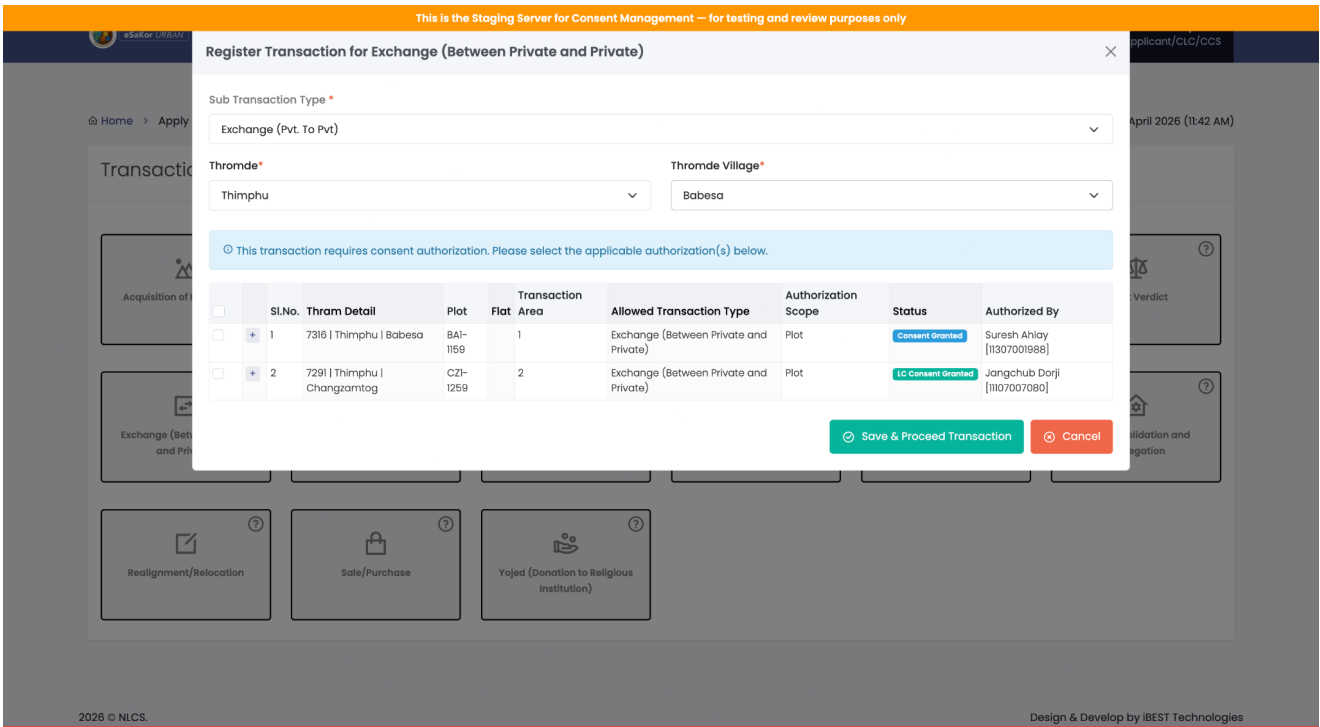 This is the Staging Server for Consent Management — for testing and review purposes only
eSaKor URBAN
pplicant/CLC/CCS
Register Transaction for Exchange (Between Private and Private)
Home > Apply
April 2026 (11:42 AM)
Sub Transaction Type *
Exchange (Pvt. To Pvt)
Transactio
Thromde*
Thromde Village*
Thimphu
Babesa
This transaction requires consent authorization. Please select the applicable authorization(s) below.
Acquisition of
Verdict
Sl.No. Thram Detail Plot Flat Transaction Area Allowed Transaction Type Authorization Scope Status Authorized By
+ 1 7316 | Thimphu | Babesa BA1-1159 1 Exchange (Between Private and Private) Plot Consent Granted Suresh Ahlay [11307001988]
+ 2 7291 | Thimphu | Changzamtog CZ1-1259 2 Exchange (Between Private and Private) Plot LC Consent Granted Jangchub Dorji [11107007080]
Save & Proceed Transaction
Cancel
Exchange (Bet
and Pri
lidation and
egation
Realignment/Relocation
Sale/Purchase
Yojed (Donation to Religious
Institution)
2026 © NLCS.
Design & Develop by iBEST Technologies